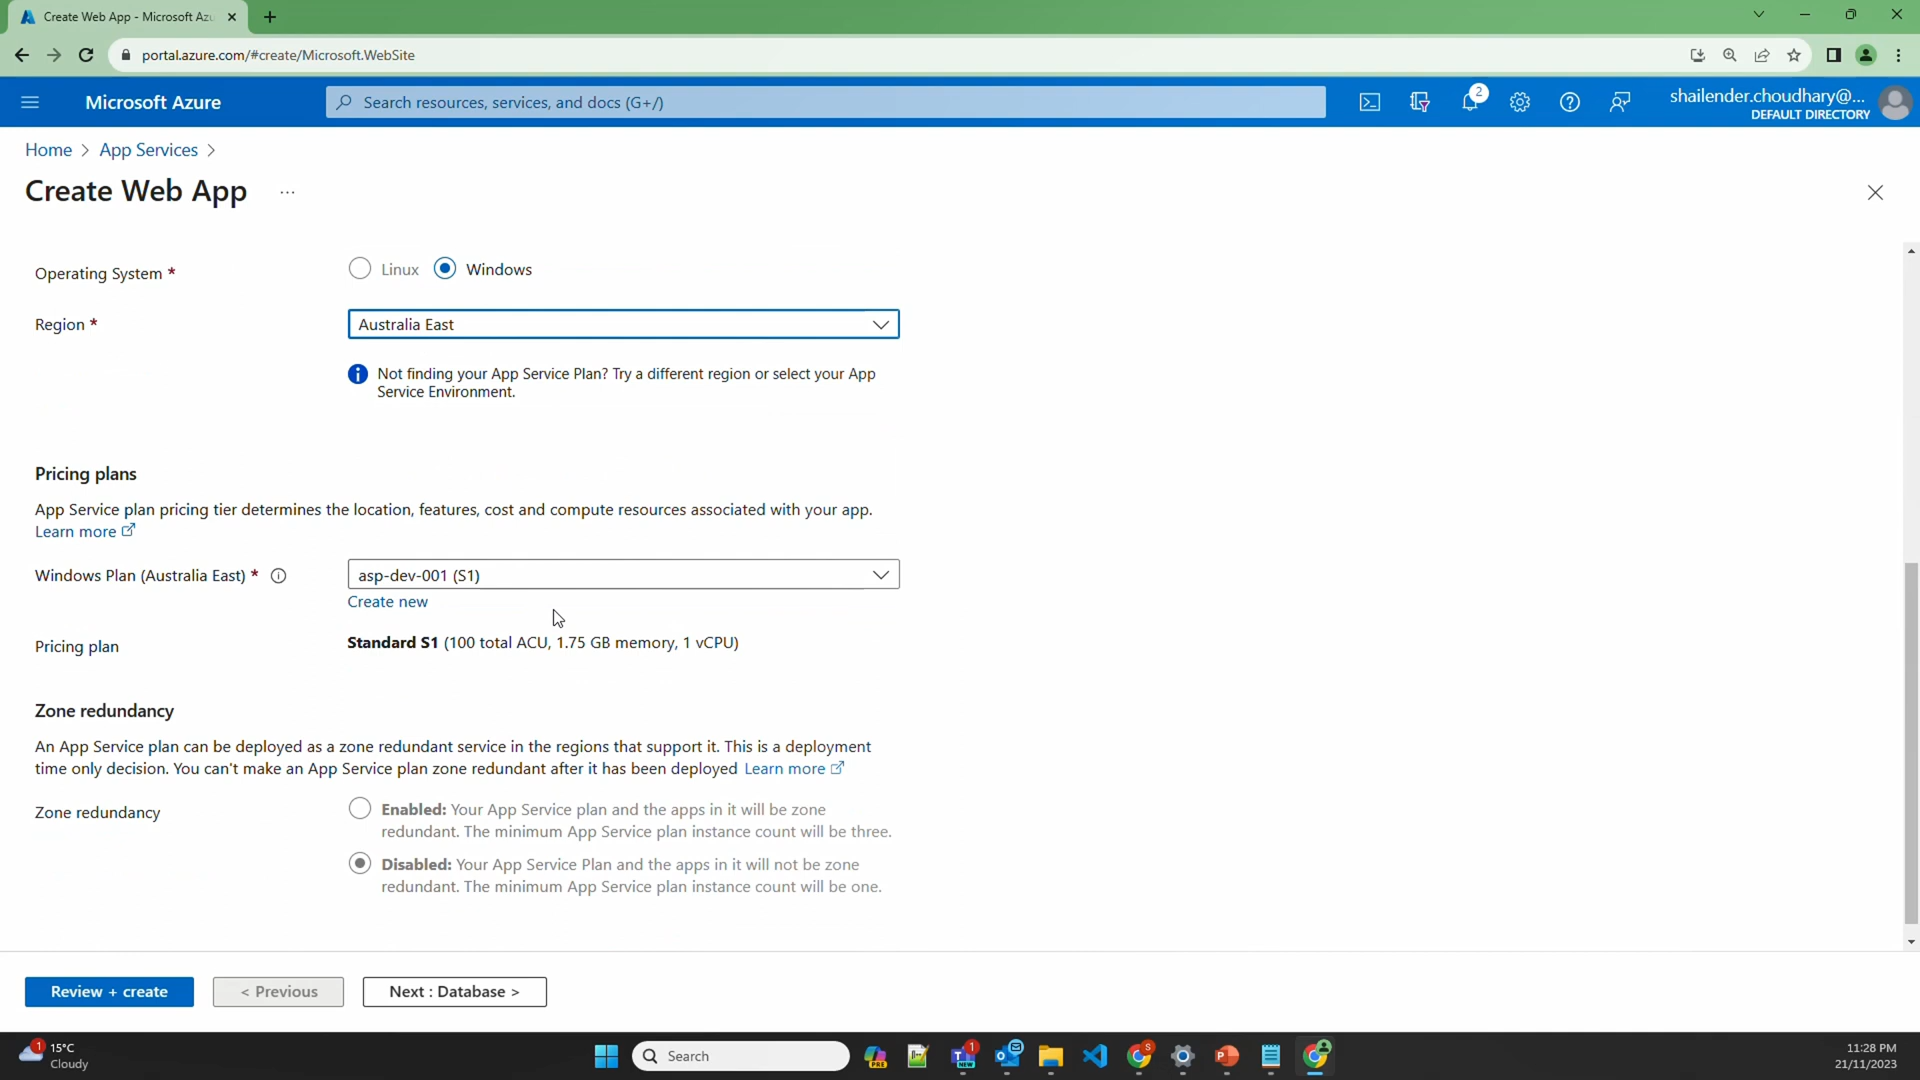 Create Web App - Microsoft Azu
portal.azure.com/#create/Microsoft.WebSite
Microsoft Azure
Search resources, services, and docs (G+/)
2
shailender.choudhary@...
DEFAULT DIRECTORY
Home > App Services >
Create Web App ...
Operating System *
Linux
Windows
Region *
Australia East
Not finding your App Service Plan? Try a different region or select your App
Service Environment.
Pricing plans
App Service plan pricing tier determines the location, features, cost and compute resources associated with your app.
Learn more
Windows Plan (Australia East) *
asp-dev-001 (S1)
Create new
Pricing plan
Standard S1 (100 total ACU, 1.75 GB memory, 1 vCPU)
Zone redundancy
An App Service plan can be deployed as a zone redundant service in the regions that support it. This is a deployment
time only decision. You can't make an App Service plan zone redundant after it has been deployed Learn more
Zone redundancy
Enabled: Your App Service plan and the apps in it will be zone
redundant. The minimum App Service plan instance count will be three.
Disabled: Your App Service Plan and the apps in it will not be zone
redundant. The minimum App Service plan instance count will be one.
Review + create
< Previous
Next : Database >
1
15°C
Cloudy
Search
PRE
T
NEW
1
S
P
11:28 PM
21/11/2023